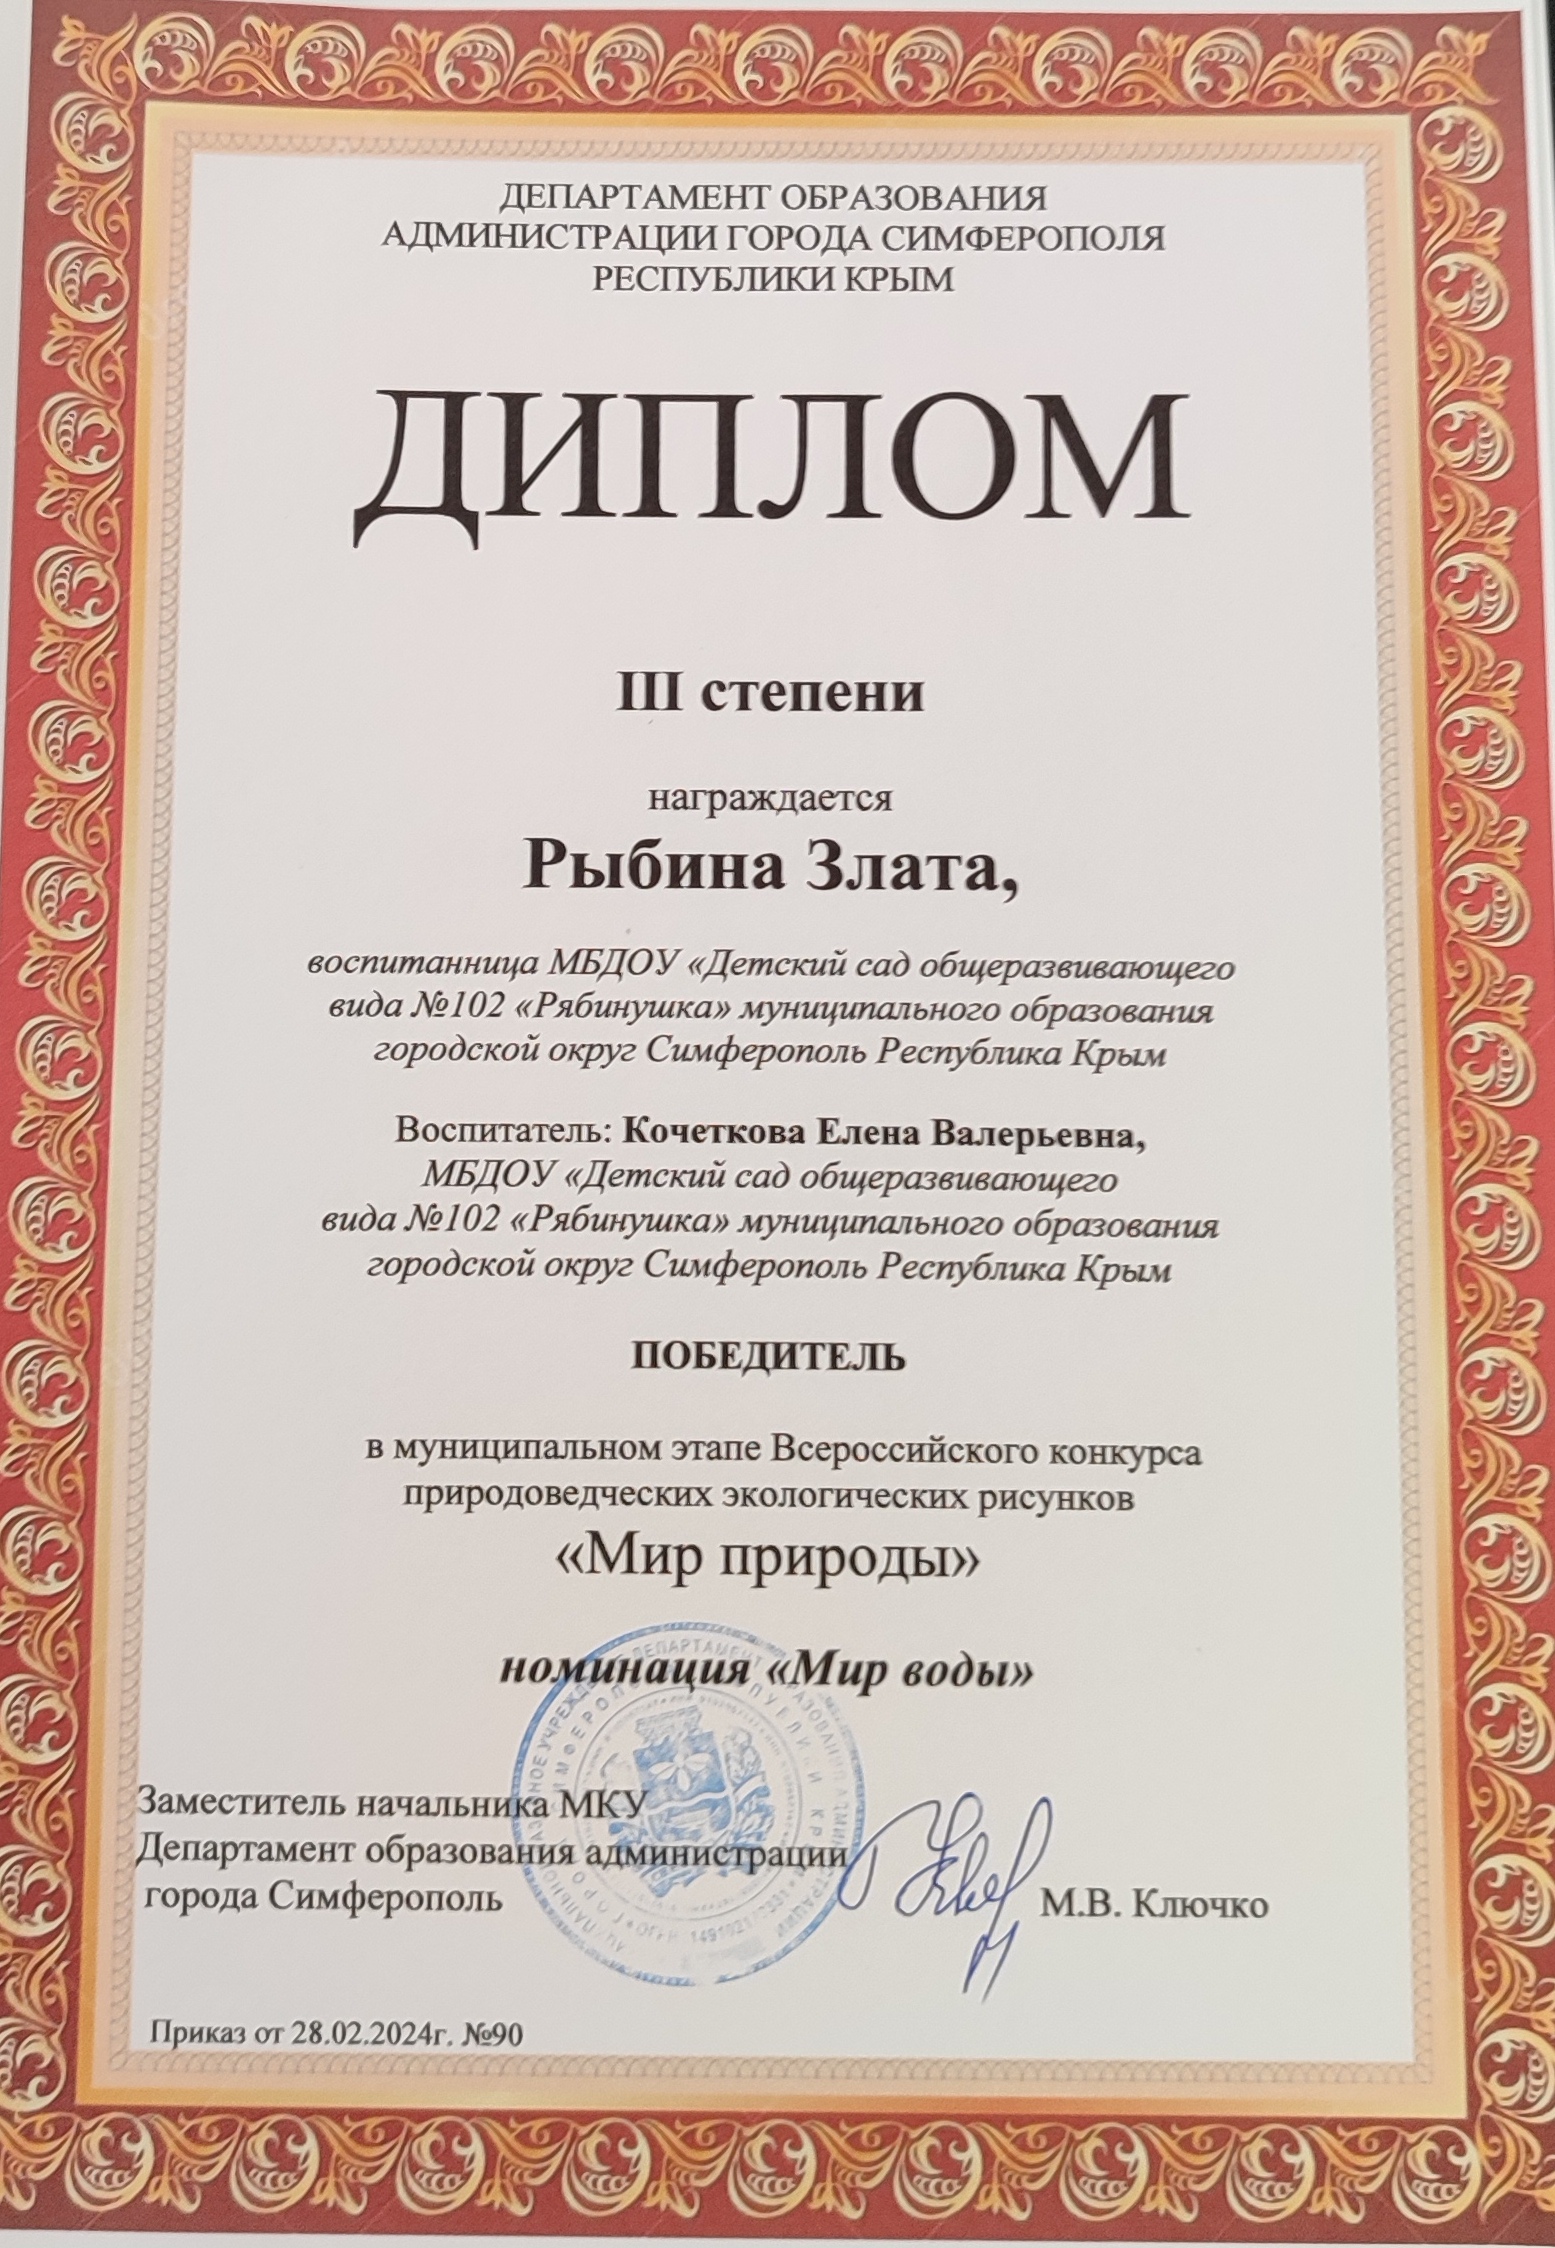 ДЕПАРТАМЕНТ ОБРАЗОВАНИЯ
АДМИНИСТРАЦИИ ГОРОДА СИМФЕРОПОЛЯ
РЕСПУБЛИКИ КРЫМ
ДИПЛОМ
III степени
награждается
Рыбина Злата,
воспитанница МБДОУ «Детский сад общеразвивающего
вида №102 «Рябинушка» муниципального образования
городской округ Симферополь Республика Крым
Воспитатель: Кочеткова Елена Валерьевна,
МБДОУ «Детский сад общеразвивающего
вида №102 «Рябинушка» муниципального образования
городской округ Симферополь Республика Крым
ПОБЕДИТЕЛЬ
в муниципальном этапе Всероссийского конкурса
природоведческих экологических рисунков
«Мир природы»
номинация «Мир воды»
Заместитель начальника МКУ
Департамент образования администрации
города Симферополь
М.В. Ключко
Приказ от 28.02.2024г. №90